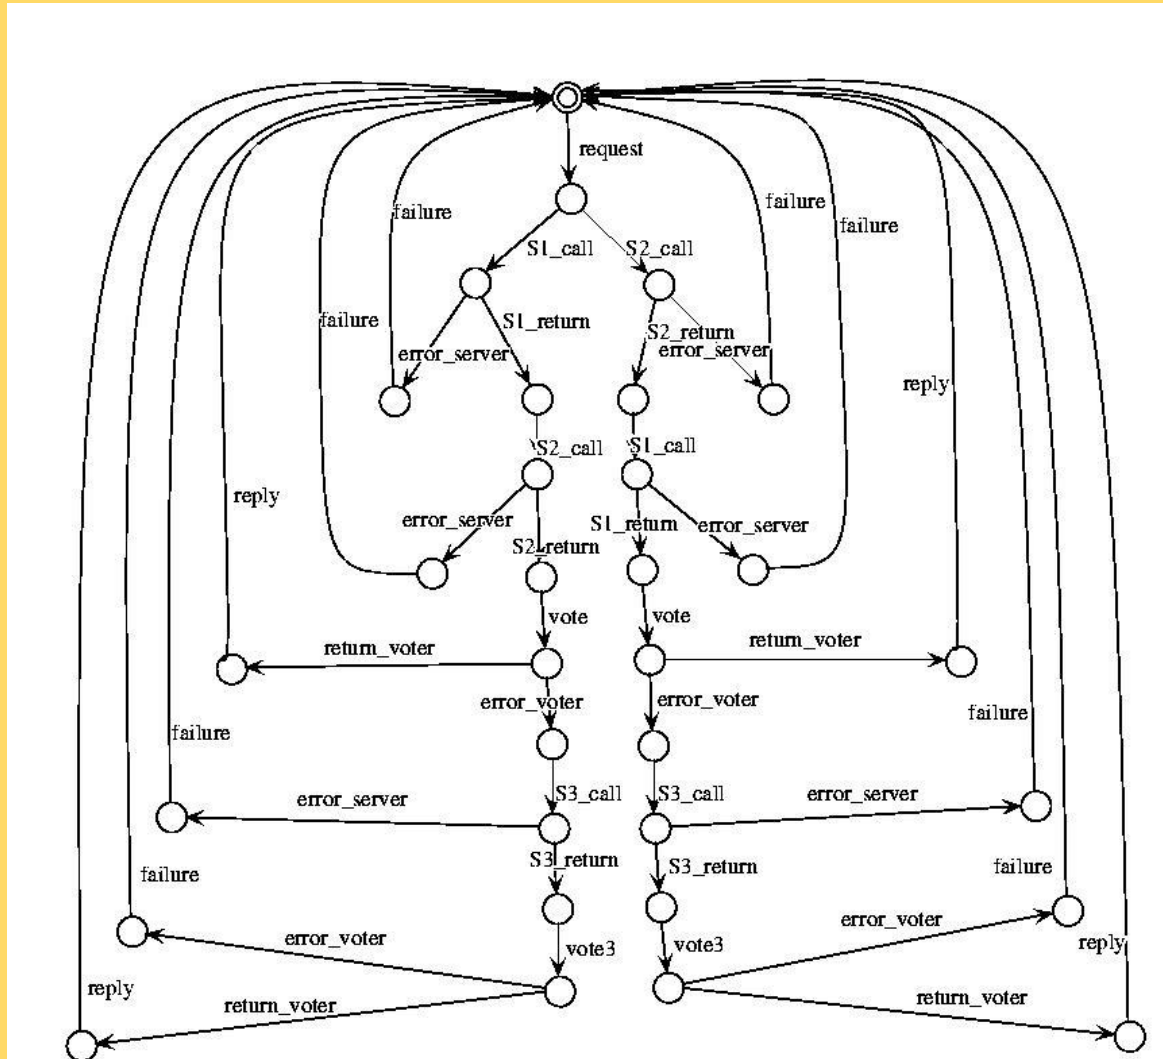 request
failure
failure
failure
S1_call
S2_call
failure
S1_return
S2_return
error_server
error_server
reply
S2_call
S1_call
reply
error_server
S1_return
error_server
S2_return
vote
vote
return_voter
return_voter
error_voter
error_voter
failure
failure
error_server
S3_call
S3_call
error_server
S3_return
S3_return
failure
failure
error_voter
error_voter
vote3
vote3
reply
reply
return_voter
return_voter